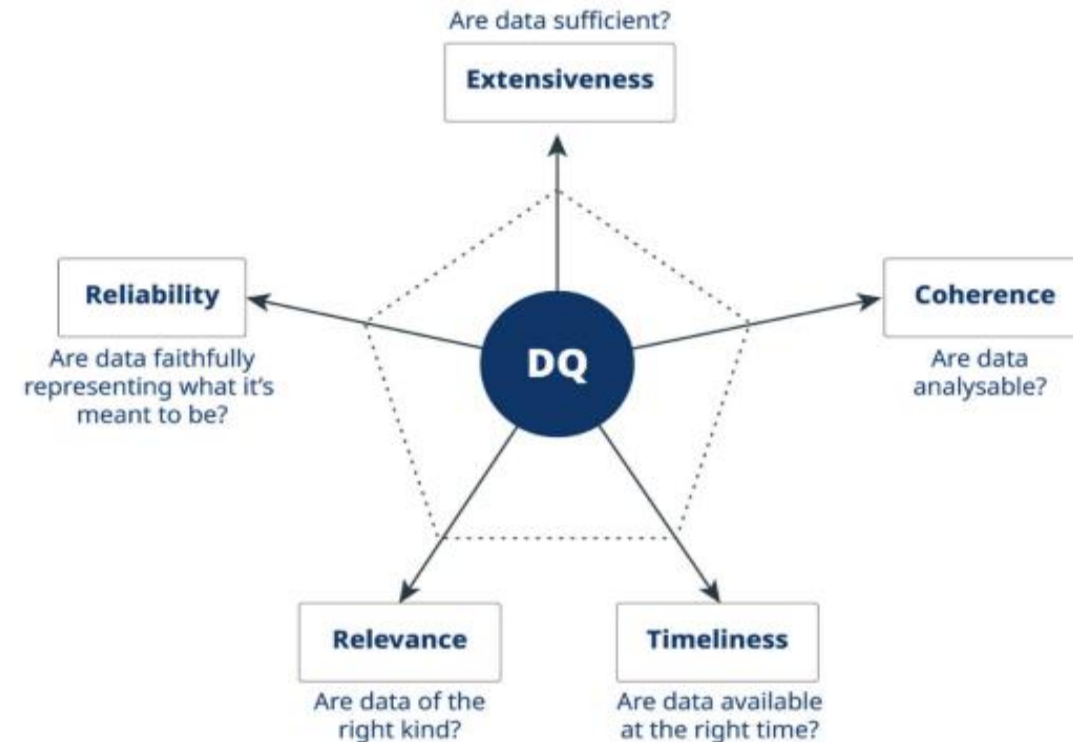 Are data sufficient?
Extensiveness
Reliability
Are data faithfully
representing what it's
meant to be?
DQ
Coherence
Are data
analysable?
Relevance
Are data of the
right kind?
Timeliness
Are data available
at the right time?